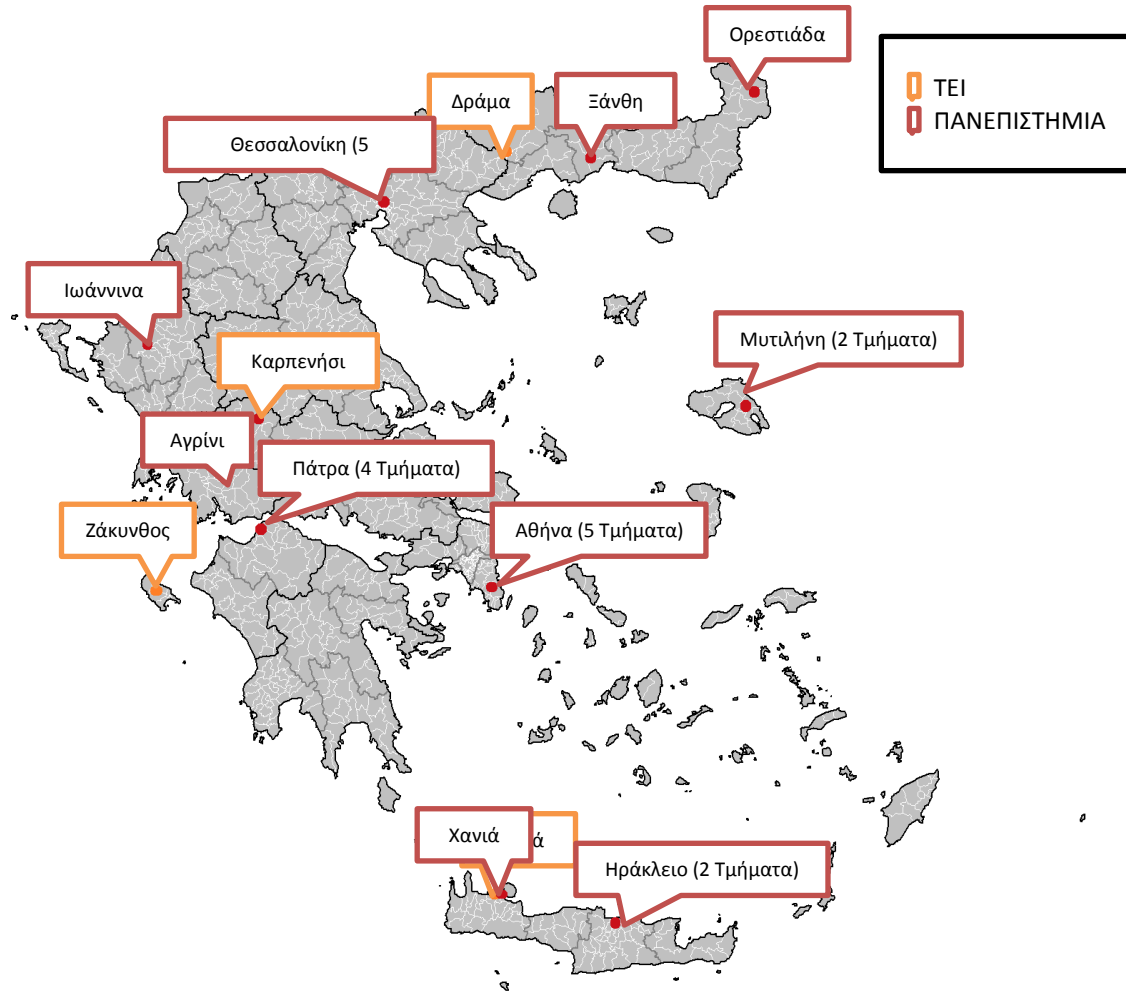 Ορεστιάδα
ΤΕΙ
ΠΑΝΕΠΙΣΤΗΜΙΑ
Δράμα
Ξάνθη
Θεσσαλονίκη (5
Ιωάννινα
Μυτιλήνη (2 Τμήματα)
Καρπενήσι
Αγρίνι
Πάτρα (4 Τμήματα)
Ζάκυνθος
Αθήνα (5 Τμήματα)
Χανιά
ά
Ηράκλειο (2 Τμήματα)